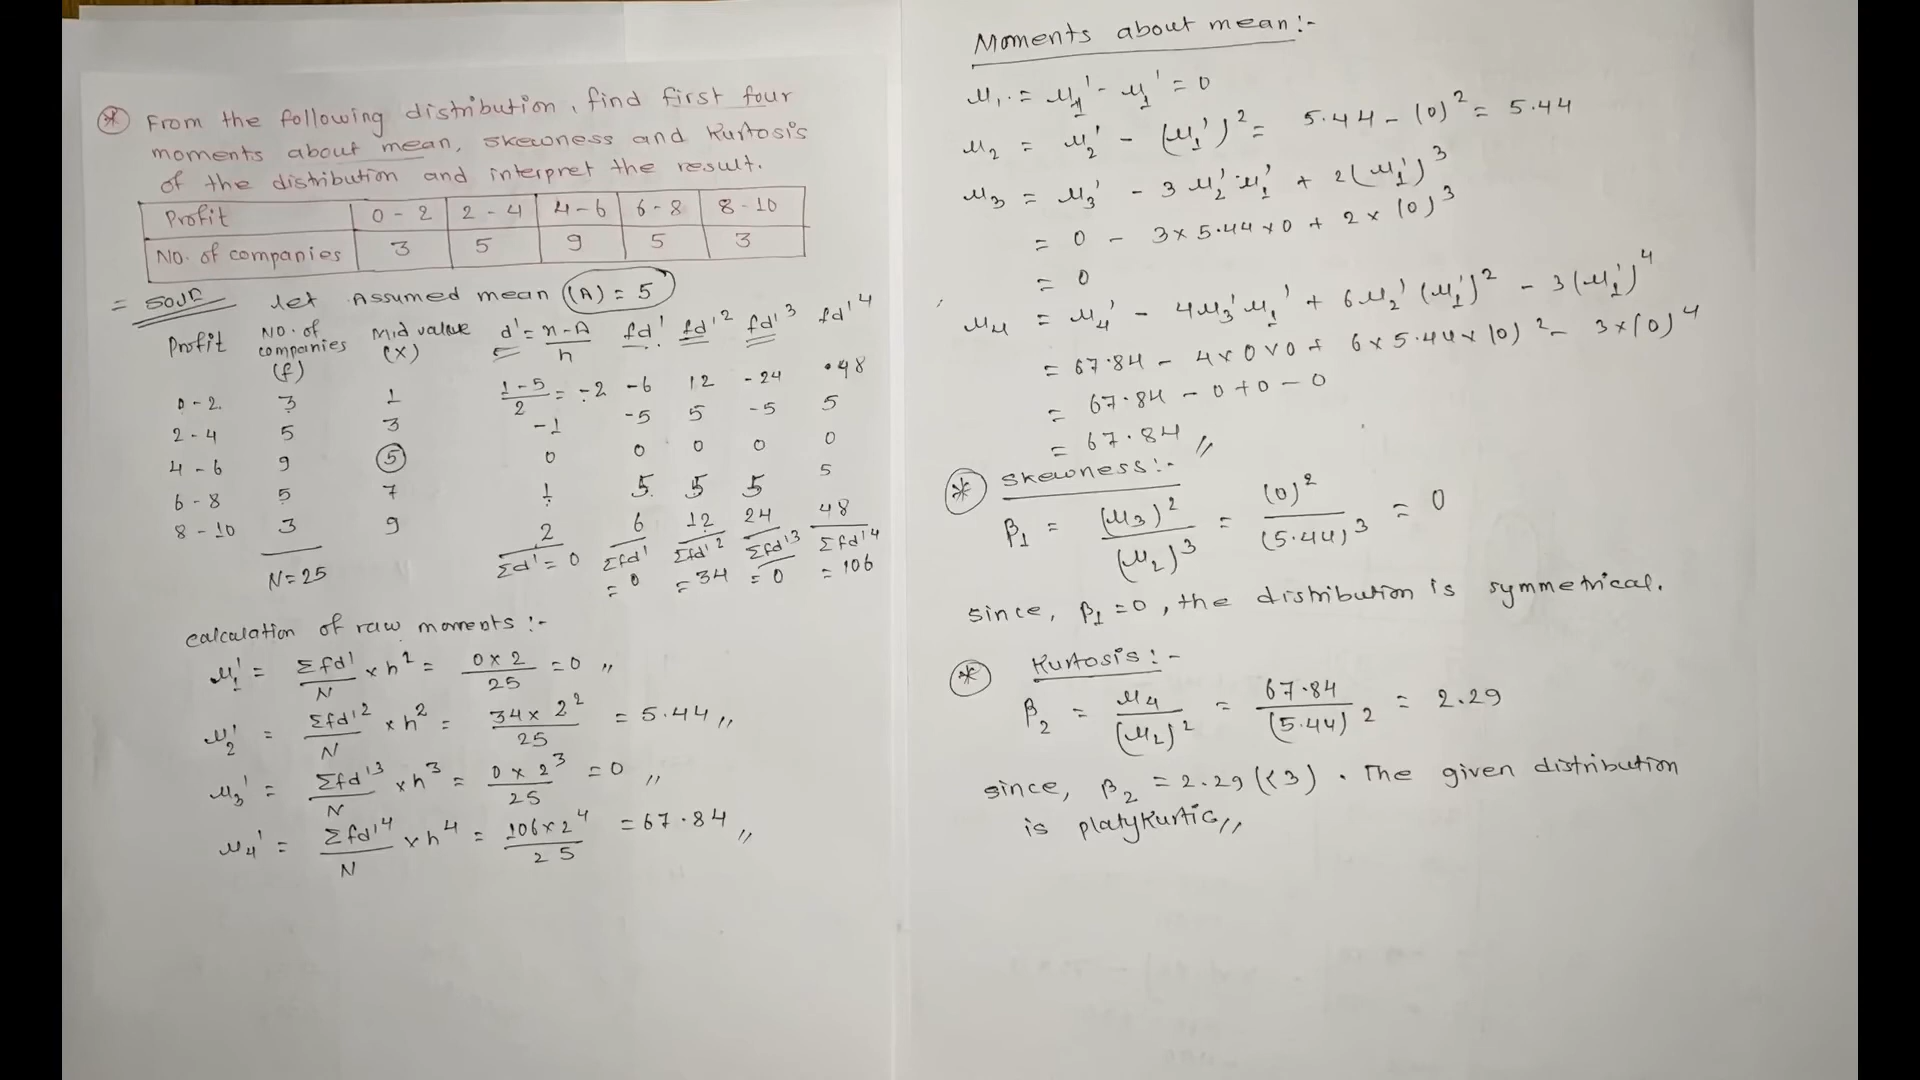 * From the following distribution, find first four
moments about mean, skewness and Kurtosis
of the distribution and interpret the result.
Profit 0 - 2 2 - 4 4 - 6 6 - 8 8 - 10
No. of companies 3 5 9 5 3
= let Assumed mean (A) = 5
Profit No. of companies (f) Mid value (X) d' = x-A / h fd' fd'² fd'³ fd'⁴
0 - 2 3 1 1-5 / 2 = -2 -6 12 -24 48
2 - 4 5 3 -1 -5 5 -5 5
4 - 6 9 5 0 0 0 0 0
6 - 8 5 7 1 5 5 5 5
8 - 10 3 9 2 6 12 24 48
N = 25 Σd' = 0 Σfd' = 0 Σfd'² = 34 Σfd'³ = 0 Σfd'⁴ = 106
calculation of raw moments :-
μ₁' = Σfd' / N × h¹ = 0 × 2 / 25 = 0 //
μ₂' = Σfd'² / N × h² = 34 × 2² / 25 = 5.44 //
μ₃' = Σfd'³ / N × h³ = 0 × 2³ / 25 = 0 //
μ₄' = Σfd'⁴ / N × h⁴ = 106 × 2⁴ / 25 = 67.84 //
Moments about mean :-
μ₁ = μ₁' - μ₁' = 0
μ₂ = μ₂' - (μ₁')² = 5.44 - (0)² = 5.44
μ₃ = μ₃' - 3 μ₂'·μ₁' + 2(μ₁')³
= 0 - 3 × 5.44 × 0 + 2 × (0)³
= 0
μ₄ = μ₄' - 4μ₃'μ₁' + 6μ₂'(μ₁')² - 3(μ₁')⁴
= 67.84 - 4 × 0 × 0 + 6 × 5.44 × (0)² - 3 × (0)⁴
= 67.84 - 0 + 0 - 0
= 67.84 //
* Skewness :-
β₁ = (μ₃)² / (μ₂)³ = (0)² / (5.44)³ = 0
since, β₁ = 0, the distribution is symmetrical.
* Kurtosis :-
β₂ = μ₄ / (μ₂)² = 67.84 / (5.44)² = 2.29
since, β₂ = 2.29 (<3). The given distribution
is platykurtic //